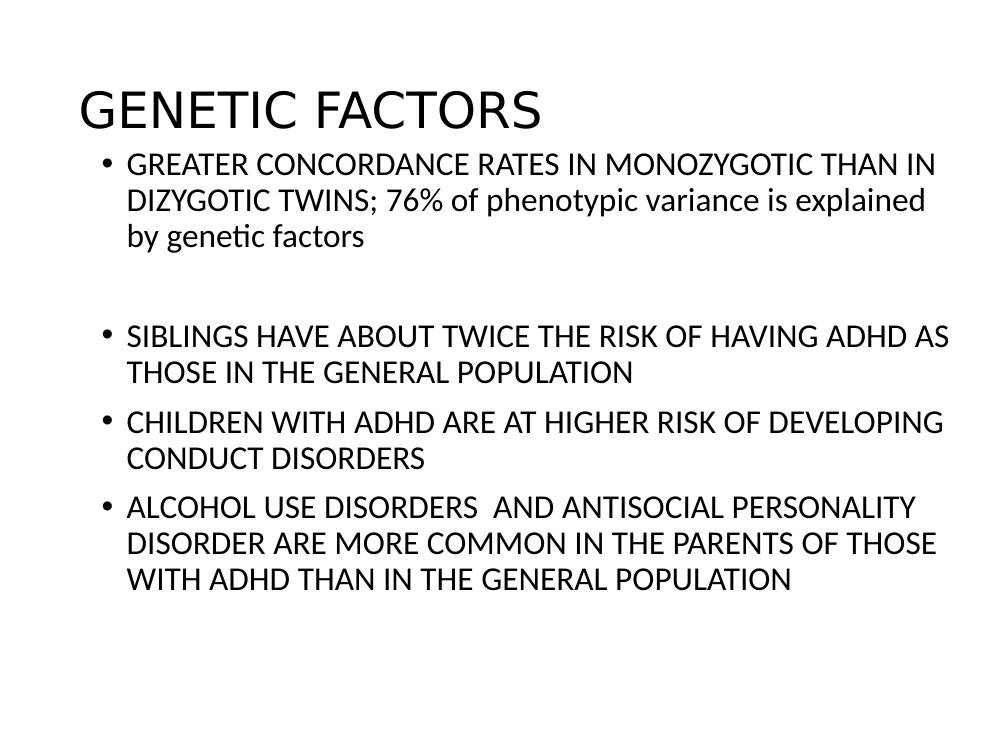 GENETIC FACTORS
• GREATER CONCORDANCE RATES IN MONOZYGOTIC THAN IN
DIZYGOTIC TWINS; 76% of phenotypic variance is explained
by genetic factors
• SIBLINGS HAVE ABOUT TWICE THE RISK OF HAVING ADHD AS
THOSE IN THE GENERAL POPULATION
• CHILDREN WITH ADHD ARE AT HIGHER RISK OF DEVELOPING
CONDUCT DISORDERS
• ALCOHOL USE DISORDERS  AND ANTISOCIAL PERSONALITY
DISORDER ARE MORE COMMON IN THE PARENTS OF THOSE
WITH ADHD THAN IN THE GENERAL POPULATION